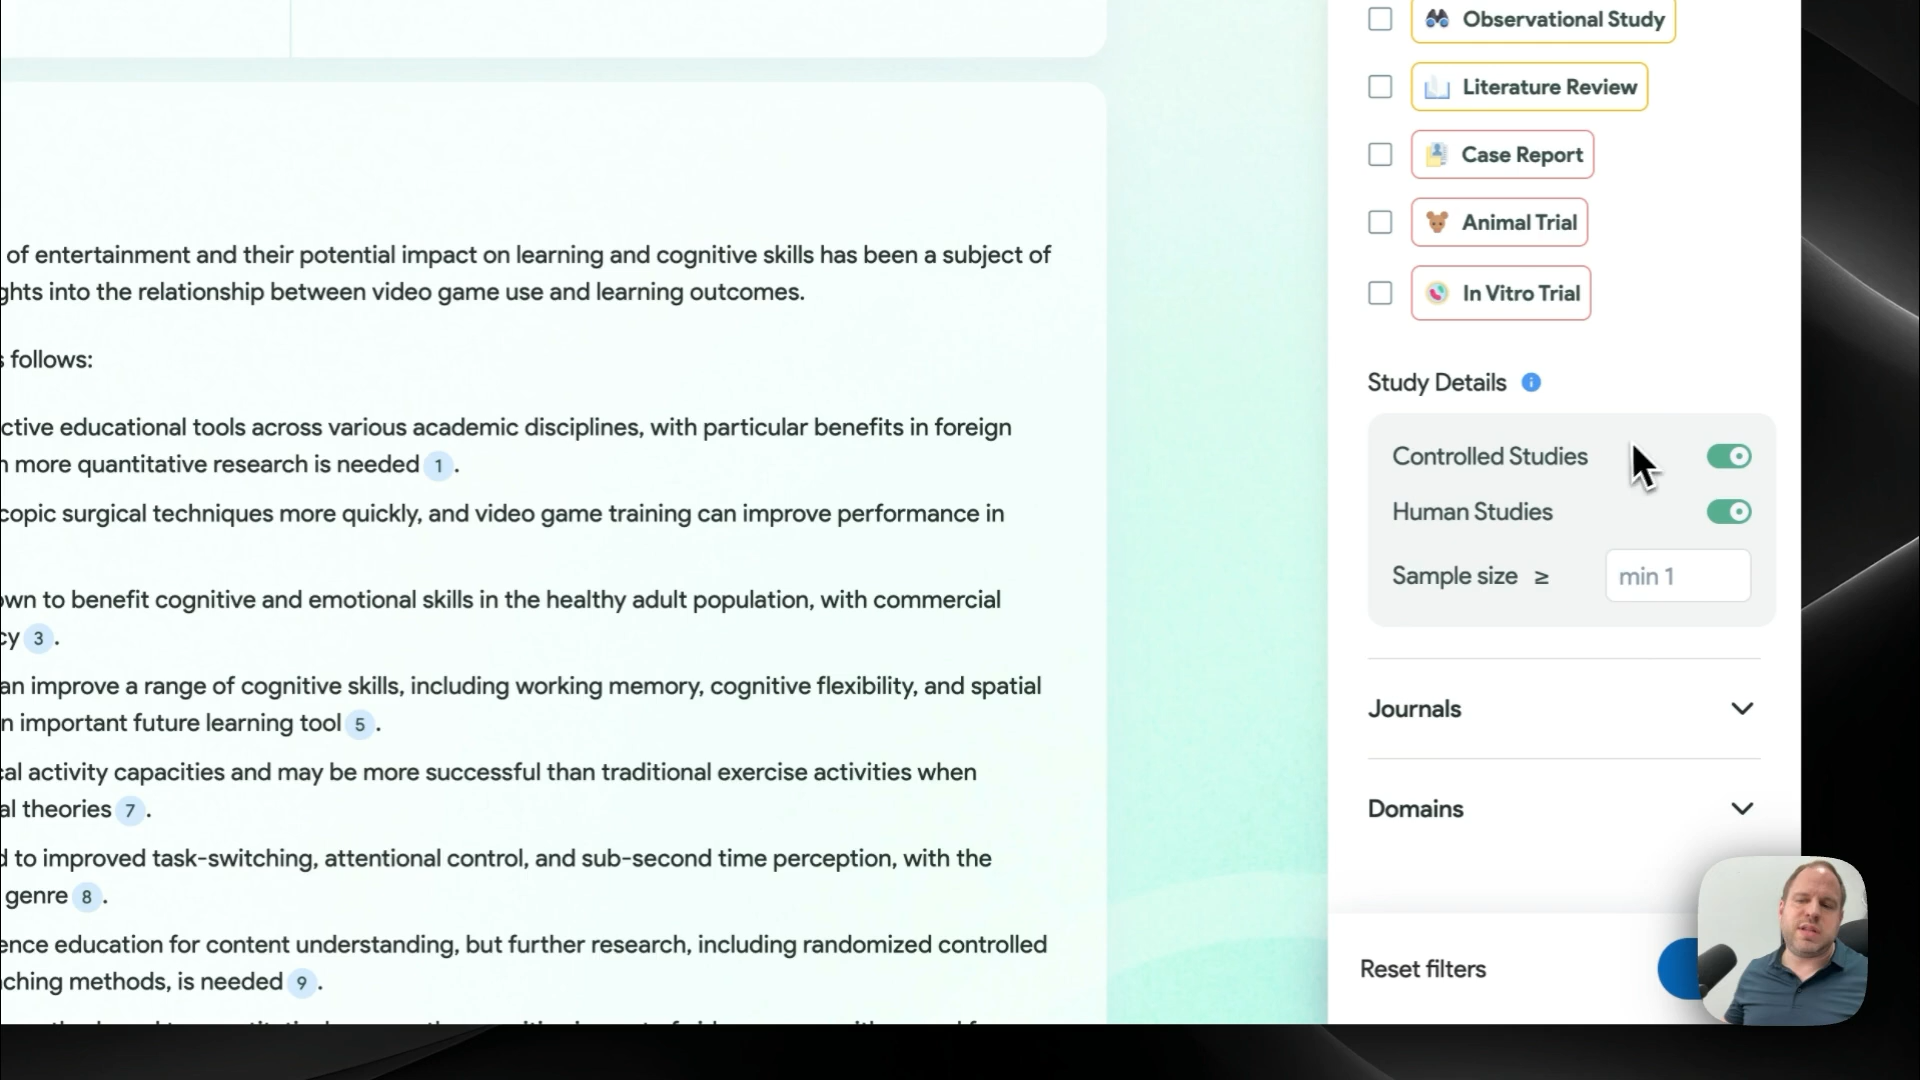 of entertainment and their potential impact on learning and cognitive skills has been a subject of
ghts into the relationship between video game use and learning outcomes.
s follows:
ctive educational tools across various academic disciplines, with particular benefits in foreign
more quantitative research is needed 1 .
copic surgical techniques more quickly, and video game training can improve performance in
own to benefit cognitive and emotional skills in the healthy adult population, with commercial
cy 3 .
an improve a range of cognitive skills, including working memory, cognitive flexibility, and spatial
n important future learning tool 5 .
cal activity capacities and may be more successful than traditional exercise activities when
al theories 7 .
d to improved task-switching, attentional control, and sub-second time perception, with the
genre 8 .
ence education for content understanding, but further research, including randomized controlled
ching methods, is needed 9 .
Observational Study
Literature Review
Case Report
Animal Trial
In Vitro Trial
Study Details
Controlled Studies
Human Studies
Sample size ≥ min 1
Journals
Domains
Reset filters